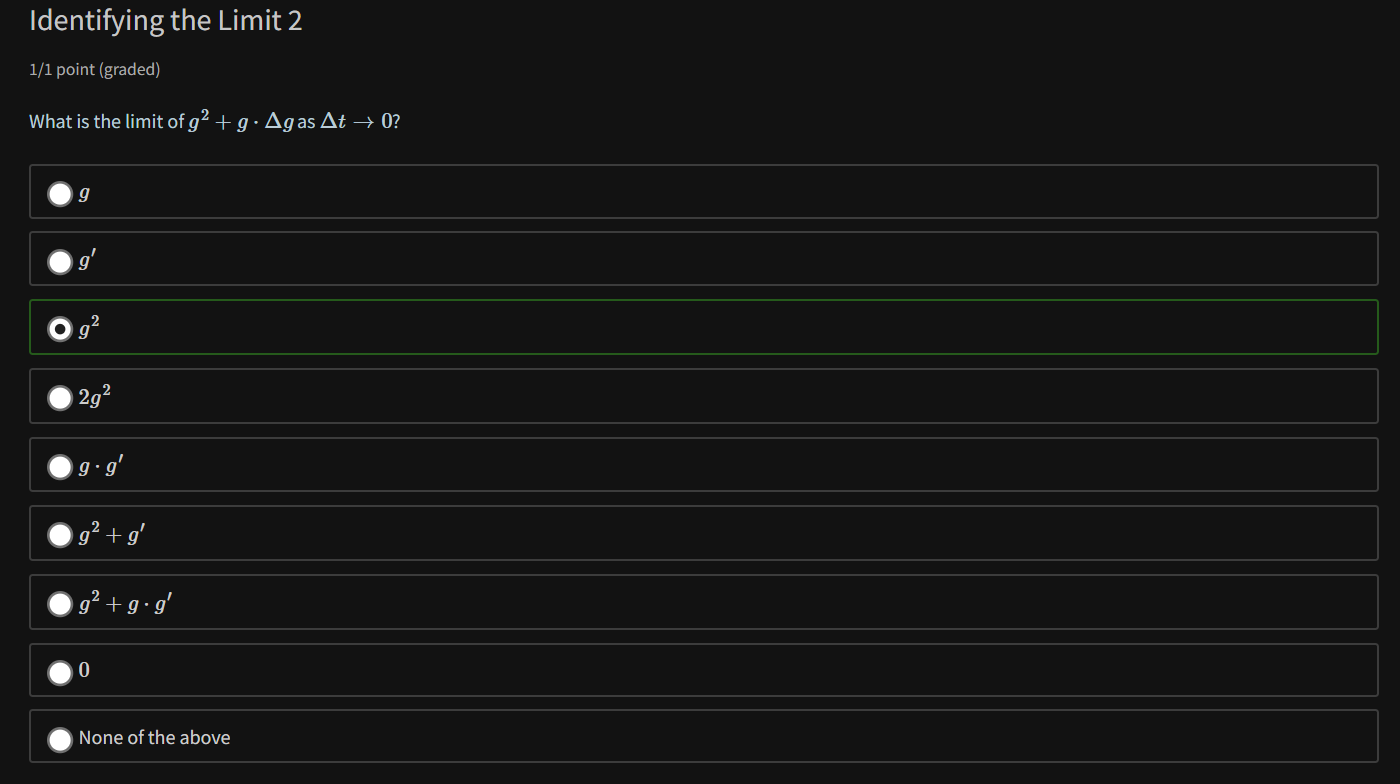 Identifying the Limit 2
1/1 point (graded)
What is the limit of g² + g · Δg as Δt → 0?
g
g′
g²
2g²
g · g′
g² + g′
g² + g · g′
0
None of the above